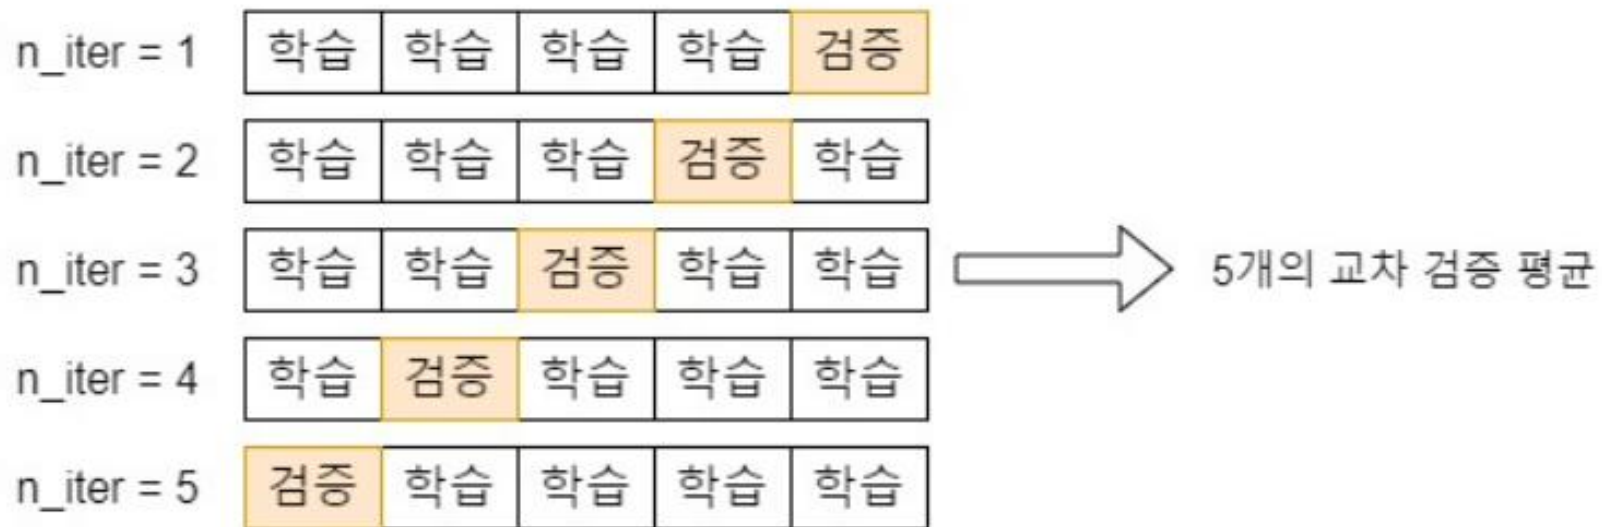 n_iter = 1 학습 학습 학습 학습 검증
n_iter = 2 학습 학습 학습 검증 학습
n_iter = 3 학습 학습 검증 학습 학습 5개의 교차 검증 평균
n_iter = 4 학습 검증 학습 학습 학습
n_iter = 5 검증 학습 학습 학습 학습